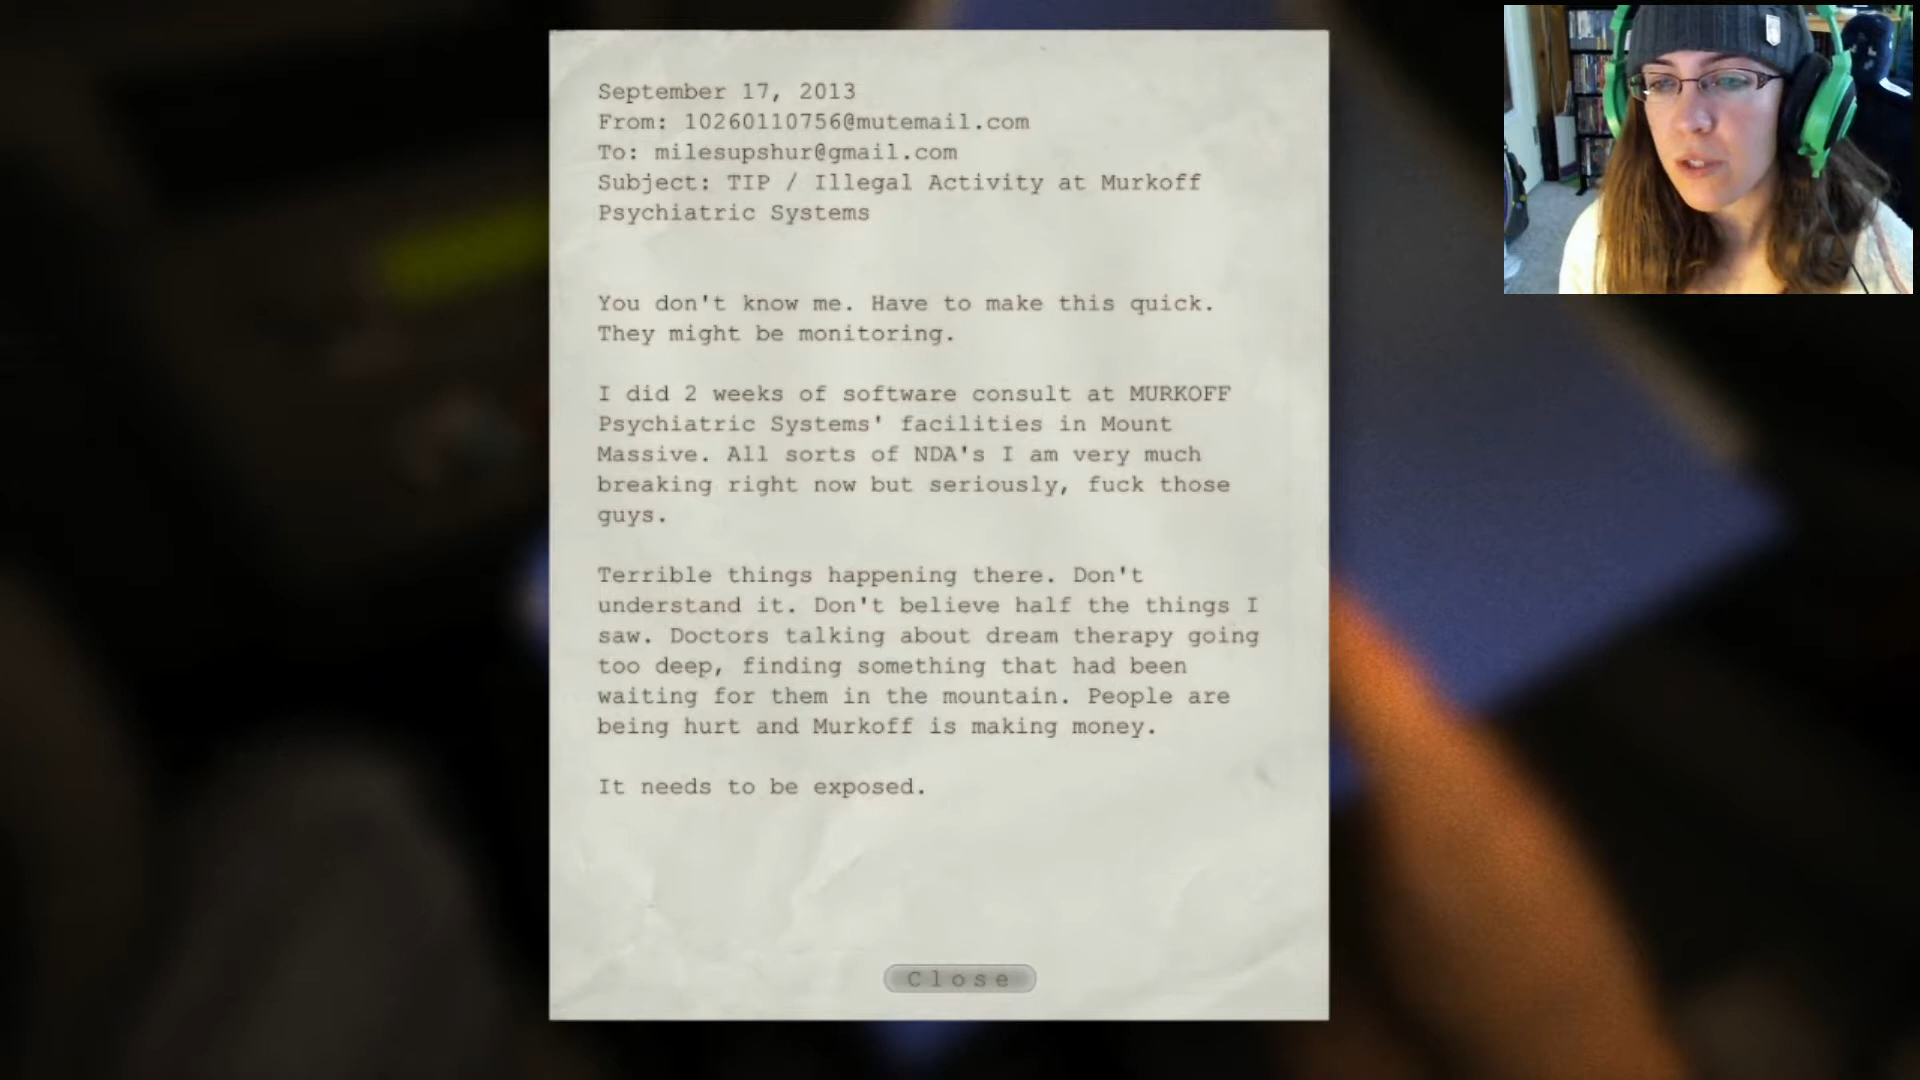 September 17, 2013
From: 10260110756@mutemail.com
To: milesupshur@gmail.com
Subject: TIP / Illegal Activity at Murkoff
Psychiatric Systems
You don't know me. Have to make this quick.
They might be monitoring.
I did 2 weeks of software consult at MURKOFF
Psychiatric Systems' facilities in Mount
Massive. All sorts of NDA's I am very much
breaking right now but seriously, fuck those
guys.
Terrible things happening there. Don't
understand it. Don't believe half the things I
saw. Doctors talking about dream therapy going
too deep, finding something that had been
waiting for them in the mountain. People are
being hurt and Murkoff is making money.
It needs to be exposed.
Close